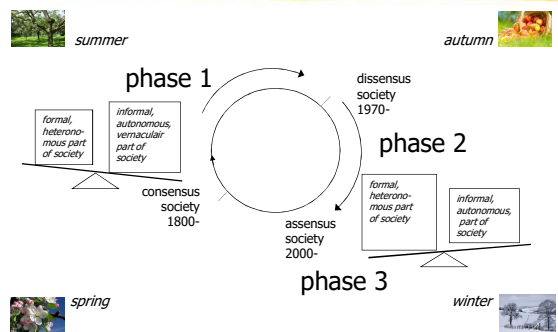 summer
autumn
phase 1
dissensus
society
1970-
formal,
heterono-
mous part
of society
informal,
autonomous,
vernaculair
part of
society
phase 2
consensus
society
1800-
assensus
society
2000-
formal,
heterono-
mous part
of society
informal,
autonomous,
part of
society
phase 3
spring
winter